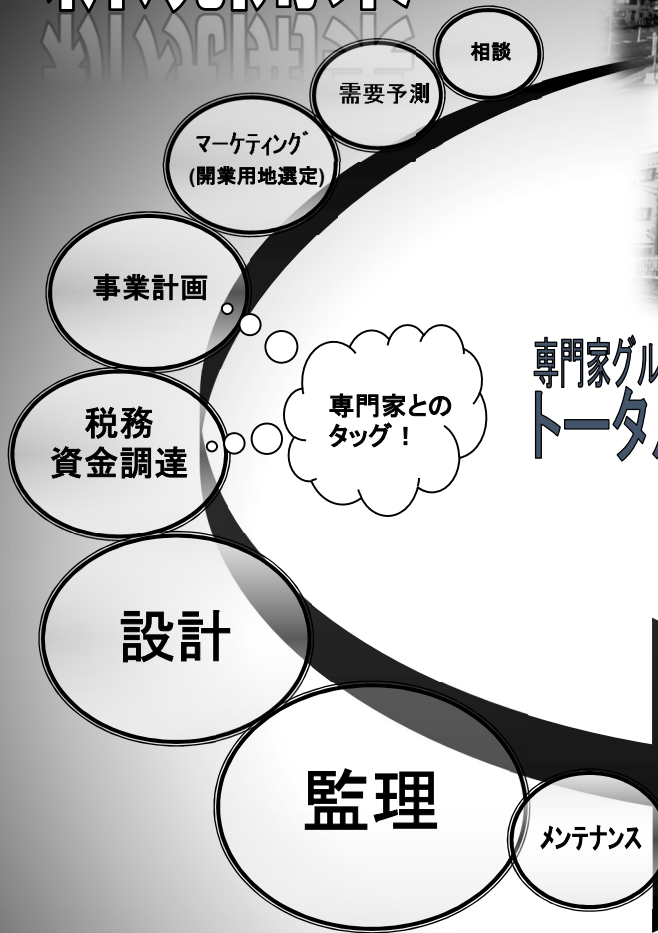 相談
需要予測
ﾏｰｹﾃｨﾝｸﾞ
(開業用地選定)
事業計画
専門家グル
トータ
専門家との
タッグ！
税務
資金調達
設計
監理
ﾒﾝﾃﾅﾝｽ